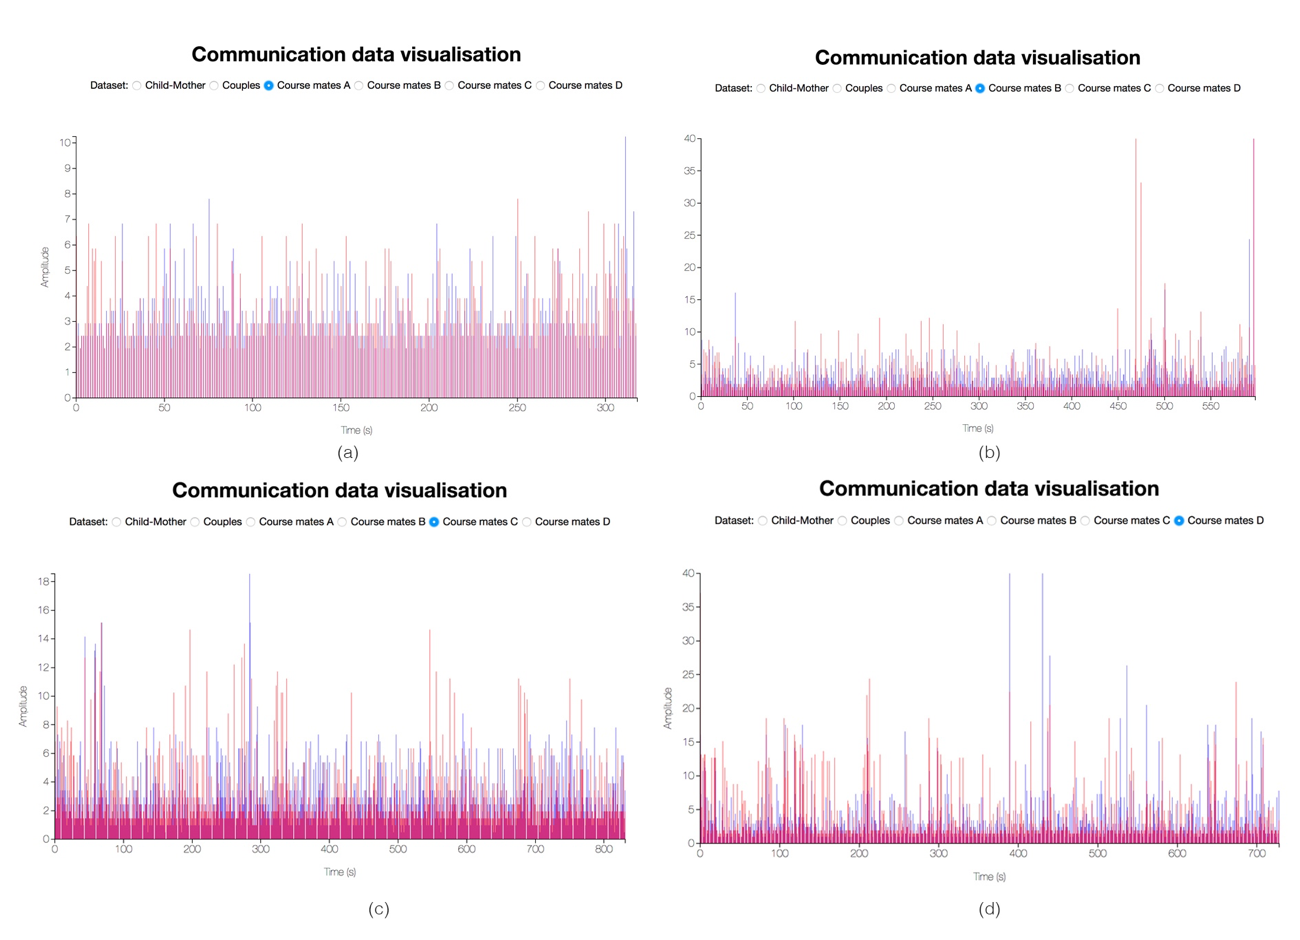 Communication data visualisation
Dataset: Child-Mother Couples Course mates A Course mates B Course mates C Course mates D
10
9
8
7
6
5
4
3
2
1
0
Amplitude
0 50 100 150 200 250 300
Time (s)
(a)
Communication data visualisation
Dataset: Child-Mother Couples Course mates A Course mates B Course mates C Course mates D
40
35
30
25
20
15
10
5
0
0 50 100 150 200 250 300 350 400 450 500 550
Time (s)
(b)
Communication data visualisation
Dataset: Child-Mother Couples Course mates A Course mates B Course mates C Course mates D
18
16
14
12
10
8
6
4
2
0
Amplitude
0 100 200 300 400 500 600 700 800
Time (s)
(c)
Communication data visualisation
Dataset: Child-Mother Couples Course mates A Course mates B Course mates C Course mates D
40
35
30
25
20
15
10
5
0
Amplitude
0 100 200 300 400 500 600 700
Time (s)
(d)